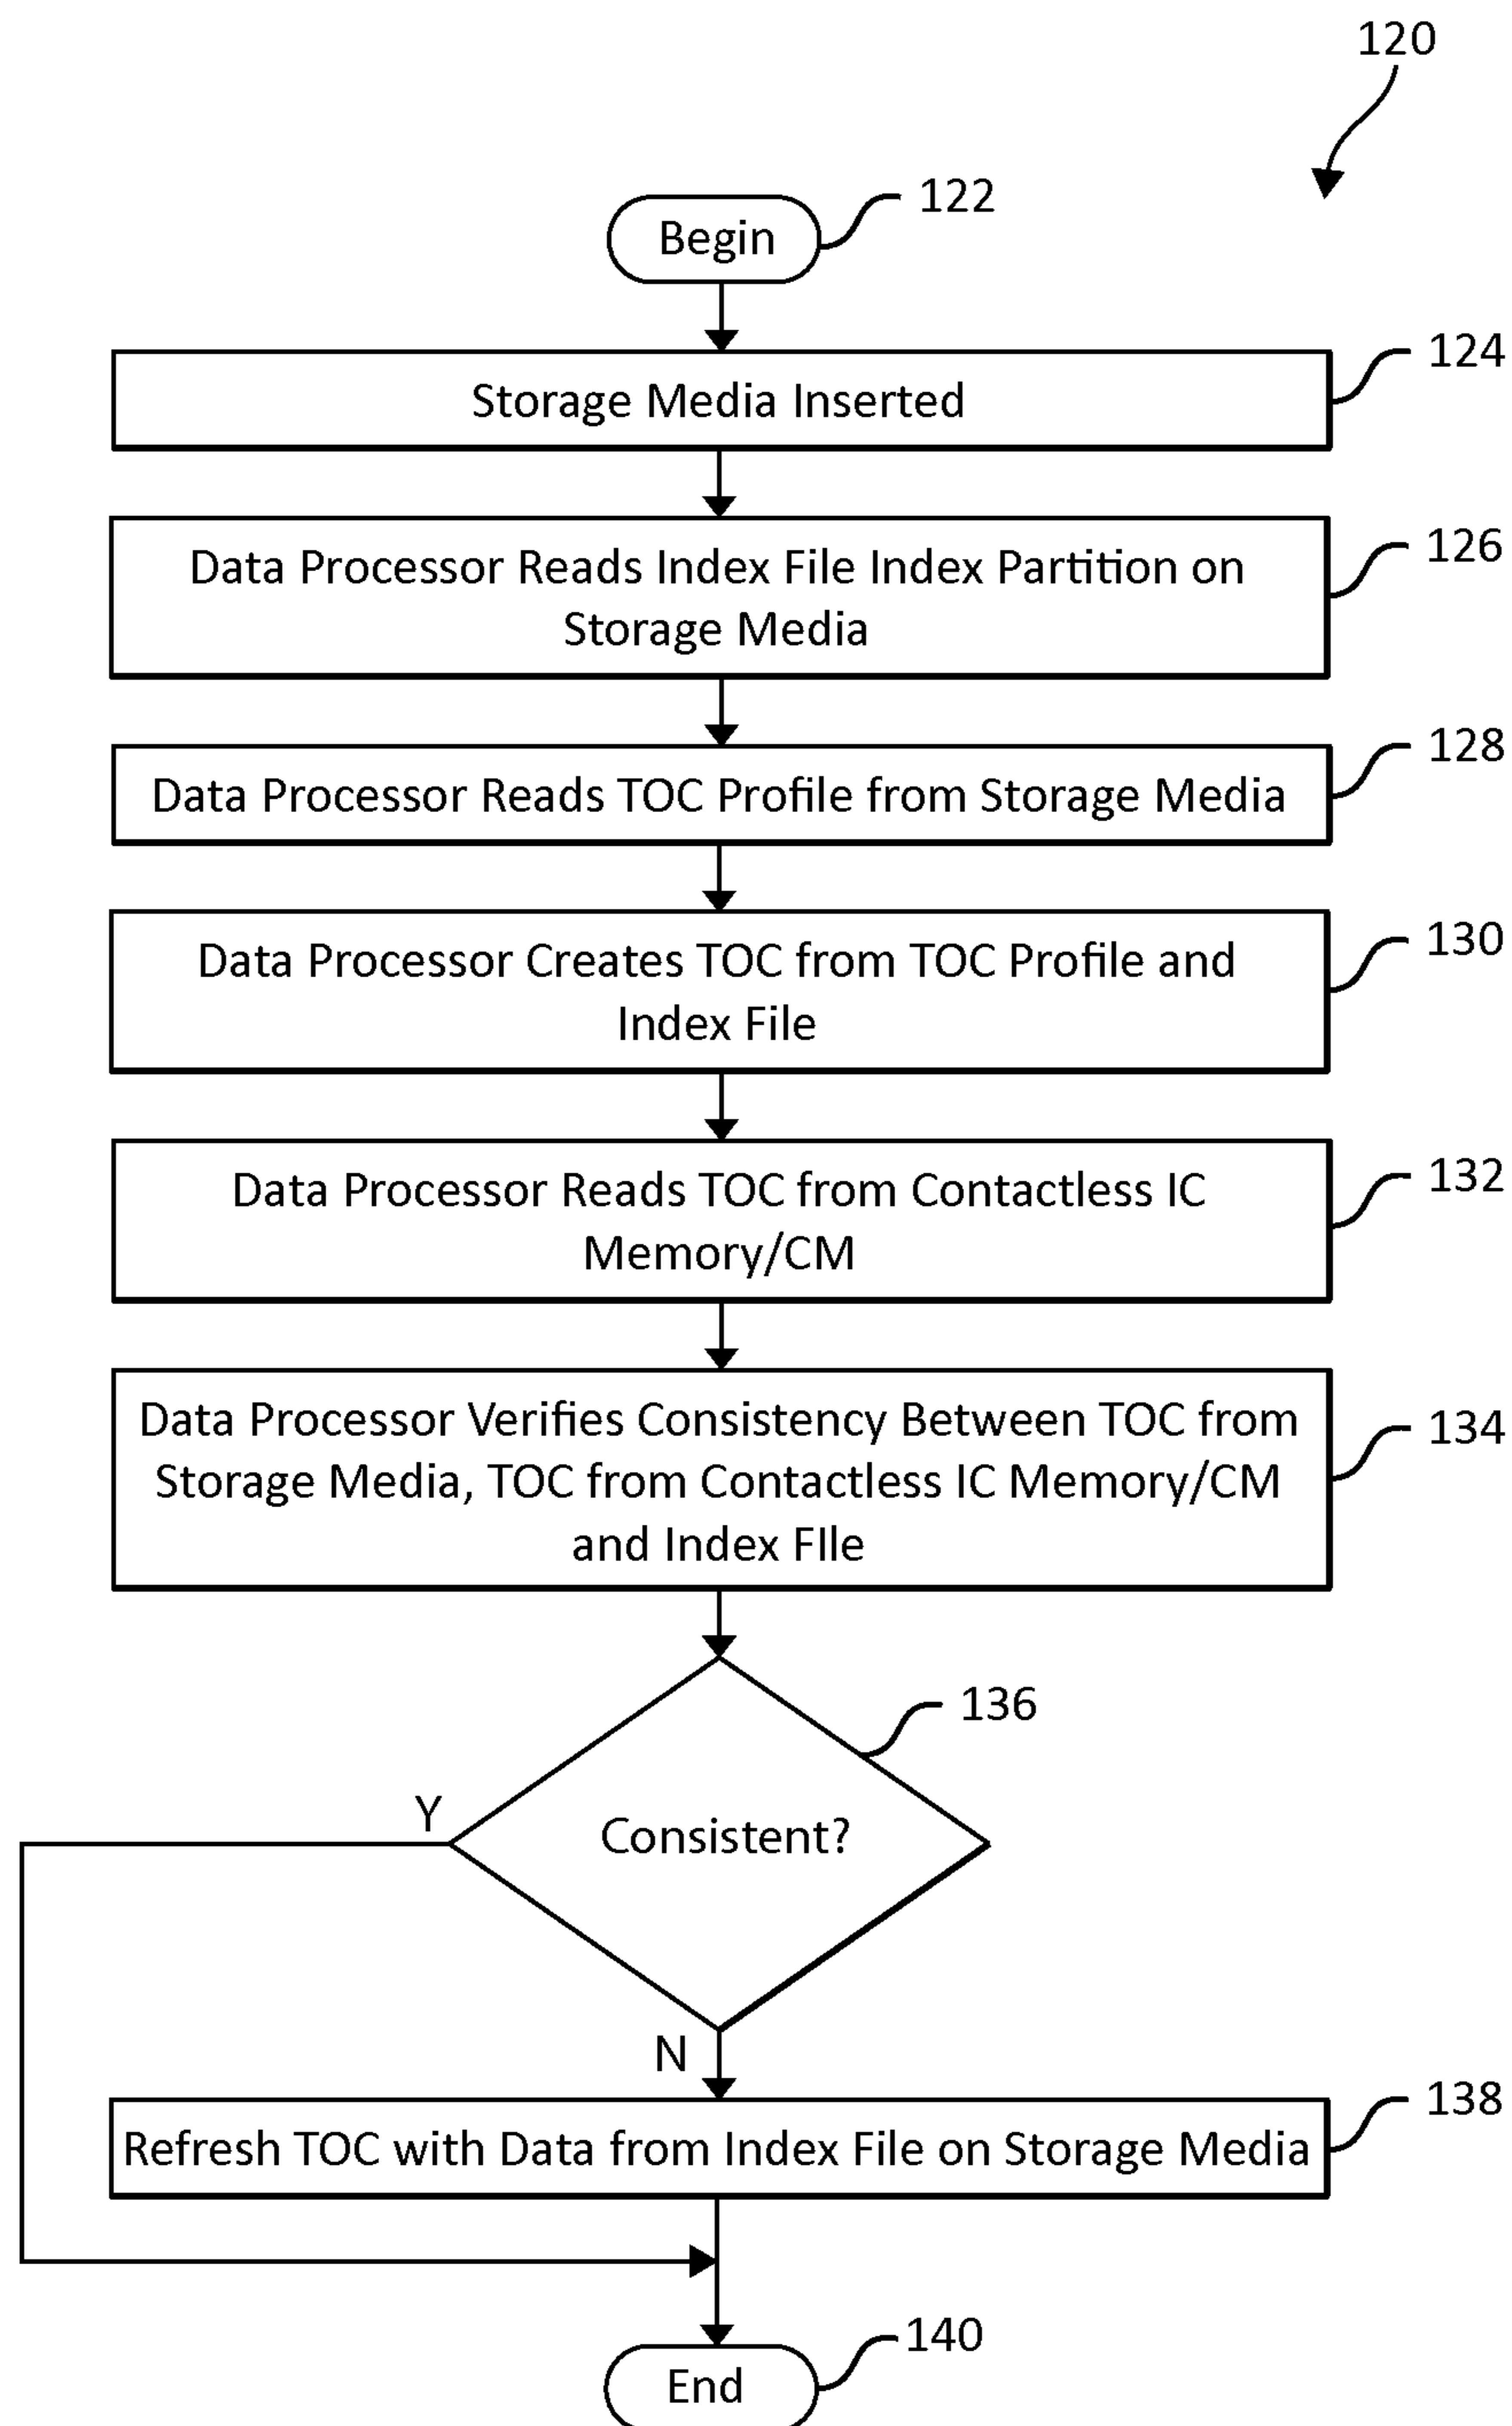 120
Begin
122
Storage Media Inserted
124
Data Processor Reads Index File Index Partition on
Storage Media
126
Data Processor Reads TOC Profile from Storage Media
128
Data Processor Creates TOC from TOC Profile and
Index File
130
Data Processor Reads TOC from Contactless IC
Memory/CM
132
Data Processor Verifies Consistency Between TOC from
Storage Media, TOC from Contactless IC Memory/CM
and Index FIle
134
136
Y
Consistent?
N
Refresh TOC with Data from Index File on Storage Media
138
140
End